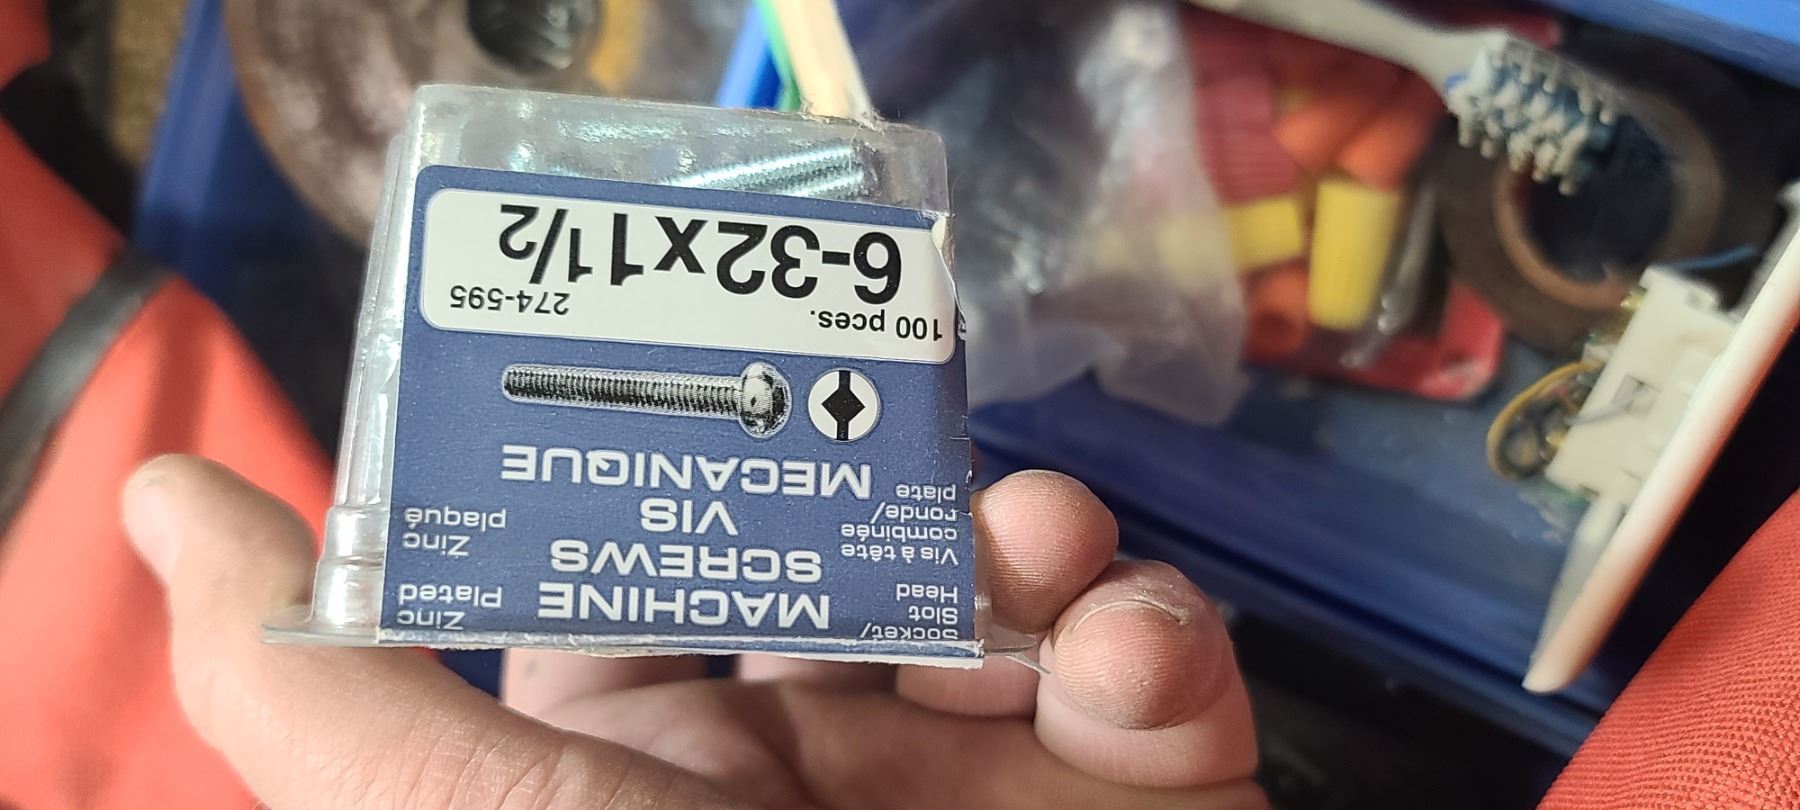 Socket/
Slot
Head
MACHINE
SCREWS
Zinc
Plated
Vis à tête
combinée
ronde/
plate
VIS
MECANIQUE
Zinc
plaqué
100 pces.
274-595
6-32x1 1/2